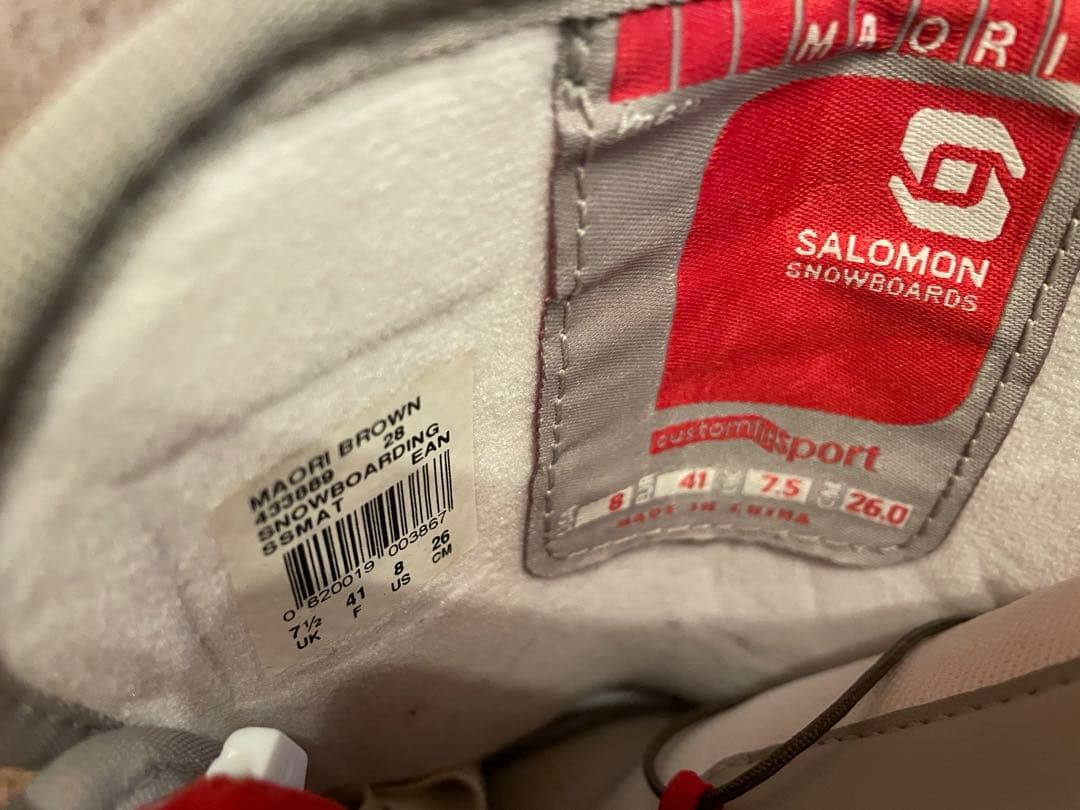 MAORI
SALOMON
SNOWBOARDS
customfit sport
8 41 7.5 26.0
MADE IN CHINA
MAORI BROWN
433889 28
SNOWBOARDING
SSMAT EAN
0 820019 003867
7½ 41 8 26
UK F US CM